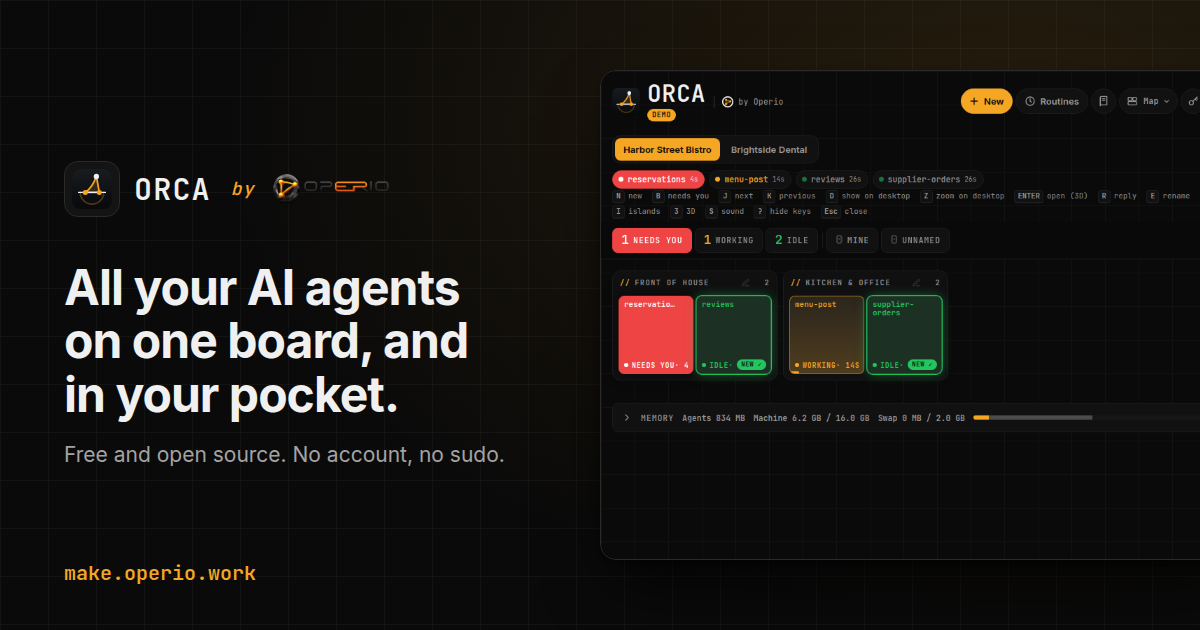 ORCA by OPERIO
All your AI agents
on one board, and
in your pocket.
Free and open source. No account, no sudo.
make.operio.work
ORCA
DEMO
by Operio
+ New
Routines
Map
Harbor Street Bistro
Brightside Dental
reservations 4s
menu-post 14s
reviews 26s
supplier-orders 26s
N new B needs you J next K previous D show on desktop Z zoom on desktop ENTER open (3D) R reply E rename
I islands 3 3D S sound ? hide keys Esc close
1 NEEDS YOU
1 WORKING
2 IDLE
0 MINE
0 UNNAMED
// FRONT OF HOUSE 2
reservatio…
NEEDS YOU· 4
reviews
IDLE· NEW ✓
// KITCHEN & OFFICE 2
menu-post
WORKING· 14S
supplier-
orders
IDLE· NEW ✓
MEMORY Agents 834 MB Machine 6.2 GB / 16.0 GB Swap 0 MB / 2.0 GB